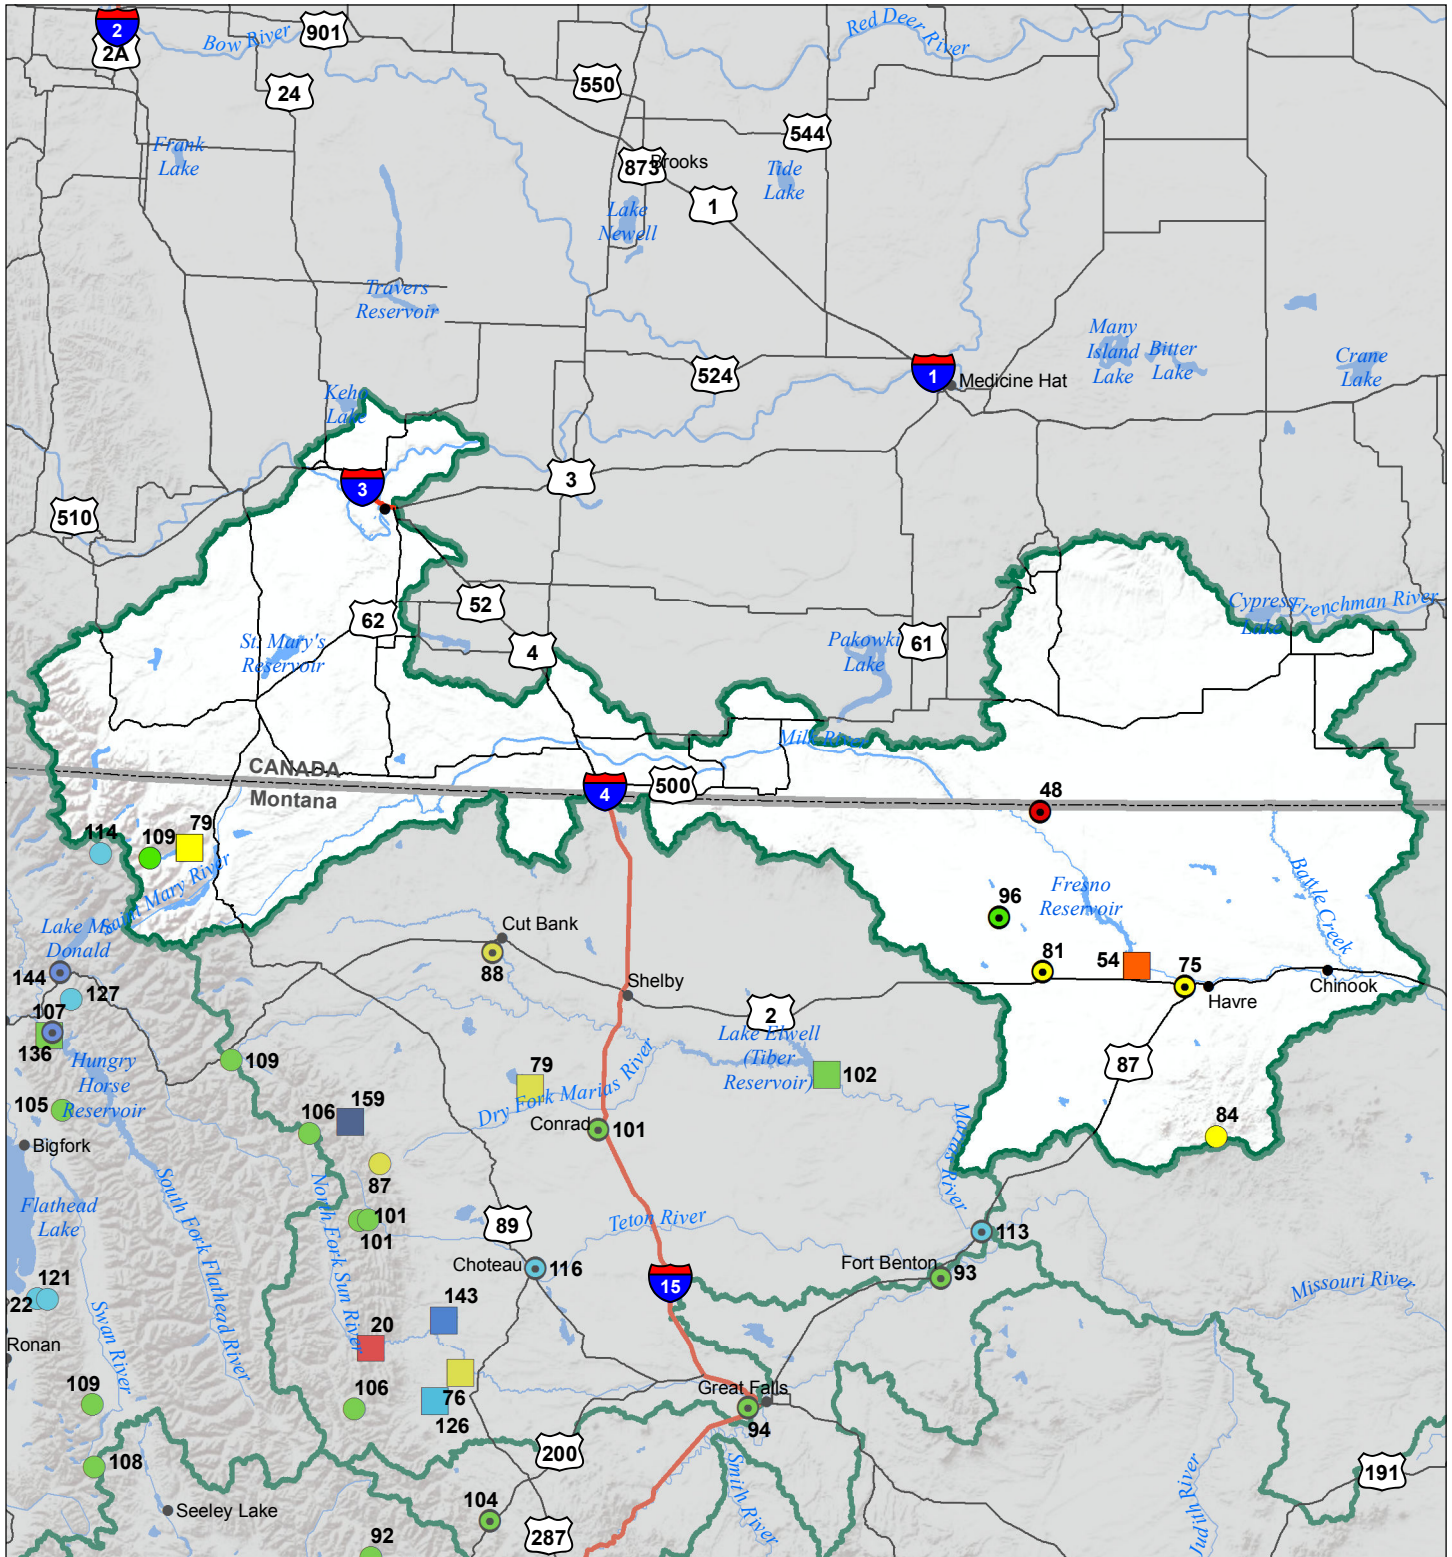 2
2A
Bow River
901
Red Deer
River
24
550
544
Frank
Lake
873
Brooks
Tide
Lake
1
Lake
Newell
Travers
Reservoir
Many
Island
Lake
Bitter
Lake
Crane
Lake
524
1
Medicine Hat
Keho
Lake
3
3
510
52
62
4
61
St. Mary's
Reservoir
Pakowki
Lake
Cypress
Lake
Frenchman River
Milk River
CANADA
Montana
4
500
48
114
109
79
Saint Mary River
Lake Mc
Donald
96
Fresno
Reservoir
Battle Creek
Cut Bank
88
81
54
75
Havre
Chinook
144
127
Shelby
2
107
136
Hungry
Horse
Reservoir
109
Lake Elwell
(Tiber
Reservoir)
102
79
Dry Fork Marias River
87
105
106
159
Conrad
101
84
Bigfork
Marias River
87
South Fork Flathead River
North Fork Sun River
Flathead
Lake
101
101
89
Teton River
113
Choteau
116
Fort Benton
93
15
Missouri River
121
222
Swan River
143
20
Ronan
76
126
109
106
Great Falls
94
108
200
Smith River
Judith River
191
Seeley Lake
104
287
92